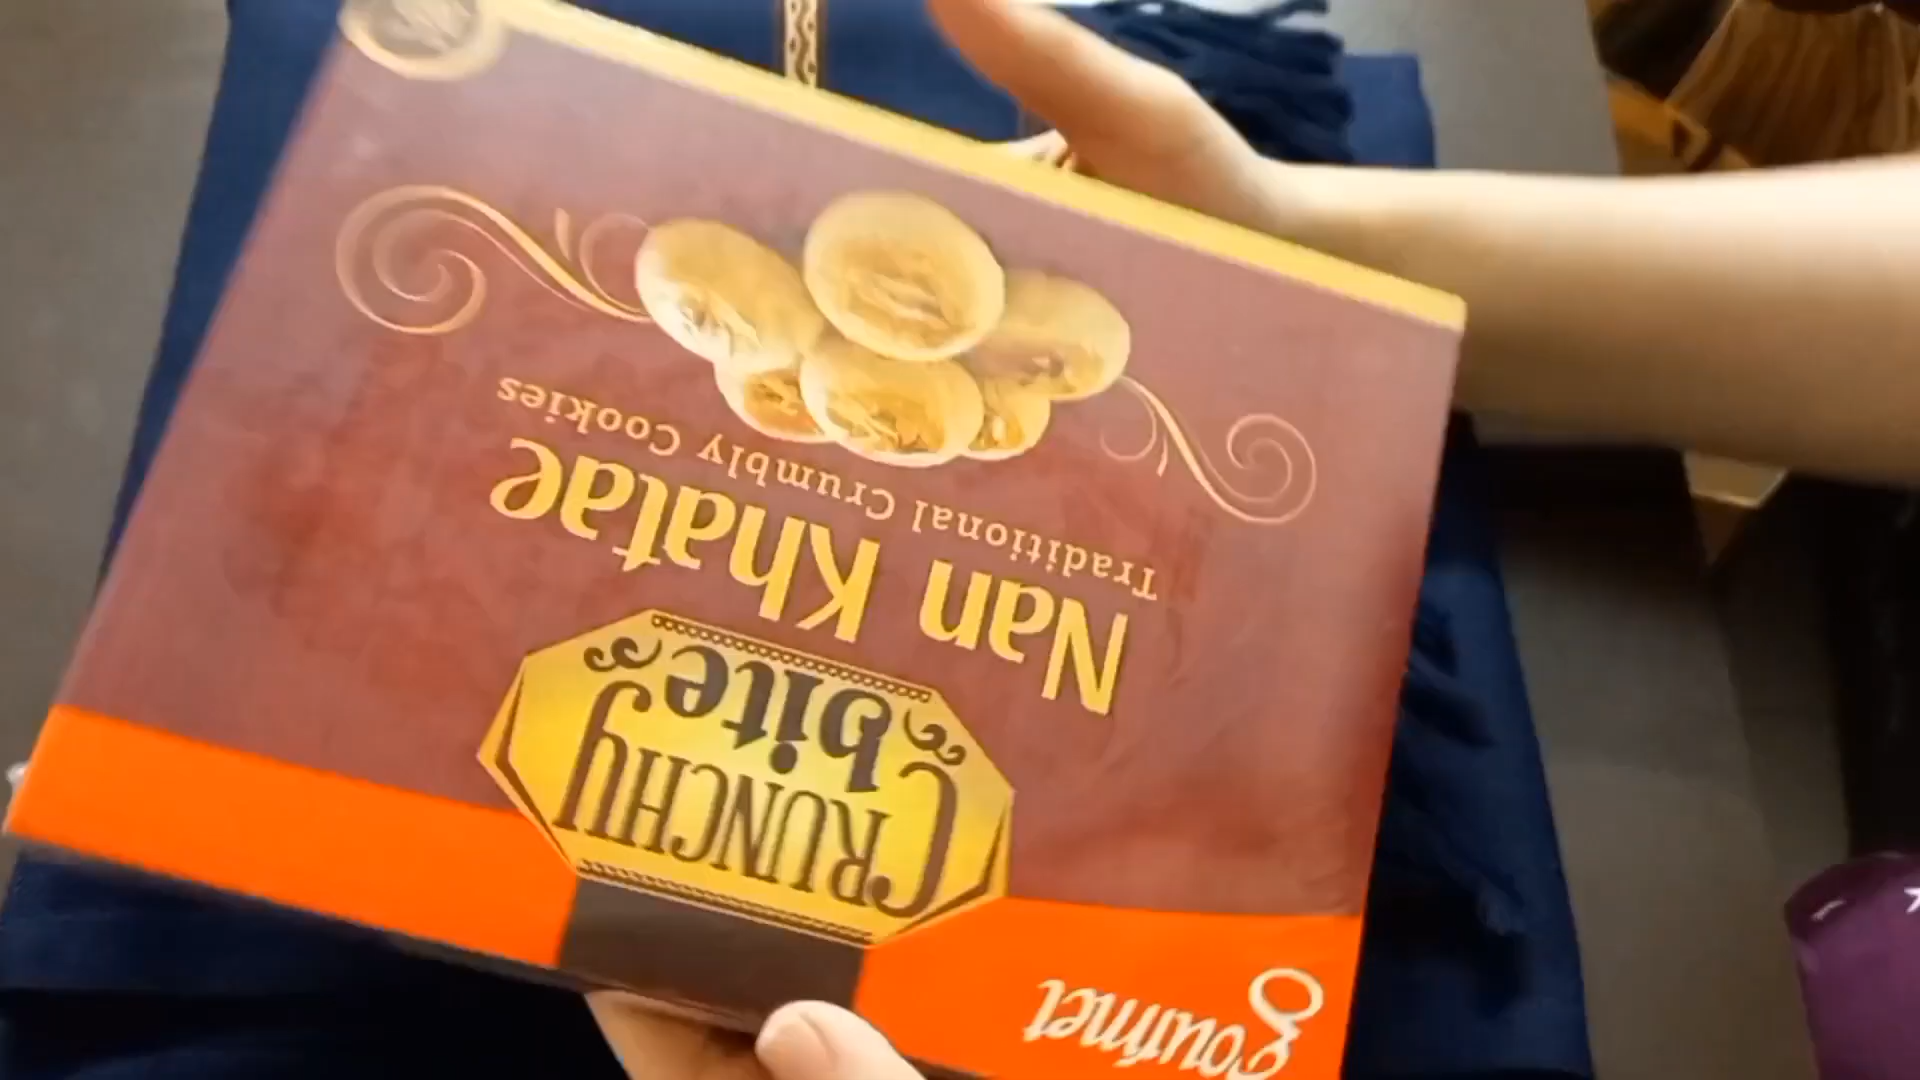 gourmet
CRUNCHY
bite
Nan Khatae
Traditional Crumbly Cookies